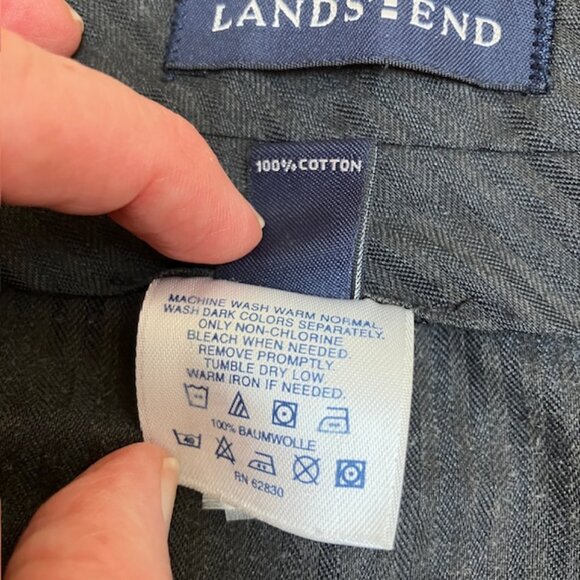 LANDS' END
100% COTTON
MACHINE WASH WARM NORMAL.
WASH DARK COLORS SEPARATELY.
ONLY NON-CHLORINE
BLEACH WHEN NEEDED.
REMOVE PROMPTLY.
TUMBLE DRY LOW.
WARM IRON IF NEEDED.
100% BAUMWOLLE
40
RN 62830